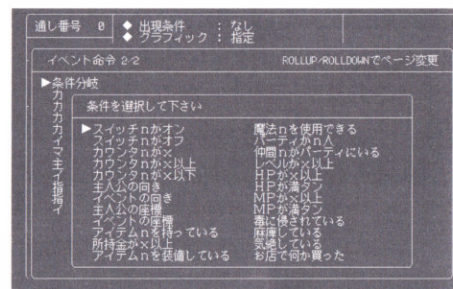 通し番号 0 ◆ 出現条件 : なし
◆ グラフィック : 指定
イベント命令 2/2 ROLLUP/ROLLDOWNでページ変更
▶条件分岐
カ
カ
カ
カ
イ
マ
主
イ
指
指
イ
条件を選択して下さい
▶スイッチnがオン
スイッチnがオフ
カウンタnがx
カウンタnがx以上
カウンタnがx以下
主人公の向き
イベントの向き
主人公の座標
イベントの座標
アイテムnを持っている
所持金がx以上
アイテムnを装備している
魔法nを使用できる
パーティがn人
仲間nがパーティにいる
レベルがx以上
HPがx以上
HPが満タン
MPがx以上
MPが満タン
毒に侵されている
麻痺している
気絶している
お店で何か買った